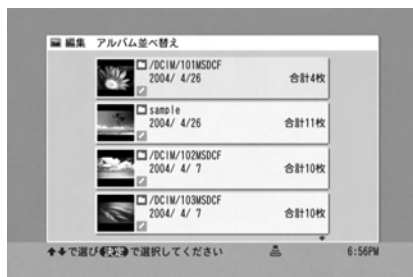 編集 アルバム並べ替え
/DCIM/101MSDCF
2004/ 4/26 合計4枚
sample
2004/ 4/26 合計11枚
/DCIM/102MSDCF
2004/ 4/ 7 合計10枚
/DCIM/103MSDCF
2004/ 4/ 7 合計10枚
↑↓で選び決定で選択してください 6:56PM